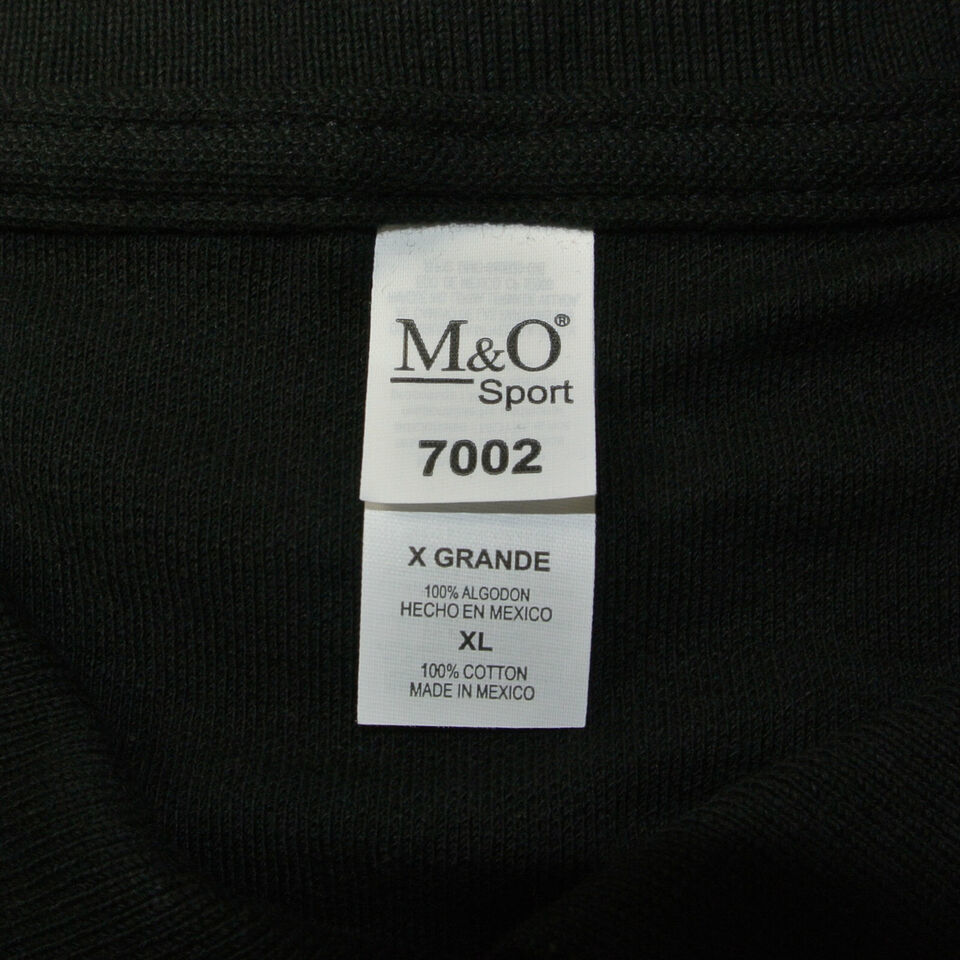 M&O®
Sport
7002
X GRANDE
100% ALGODON
HECHO EN MEXICO
XL
100% COTTON
MADE IN MEXICO